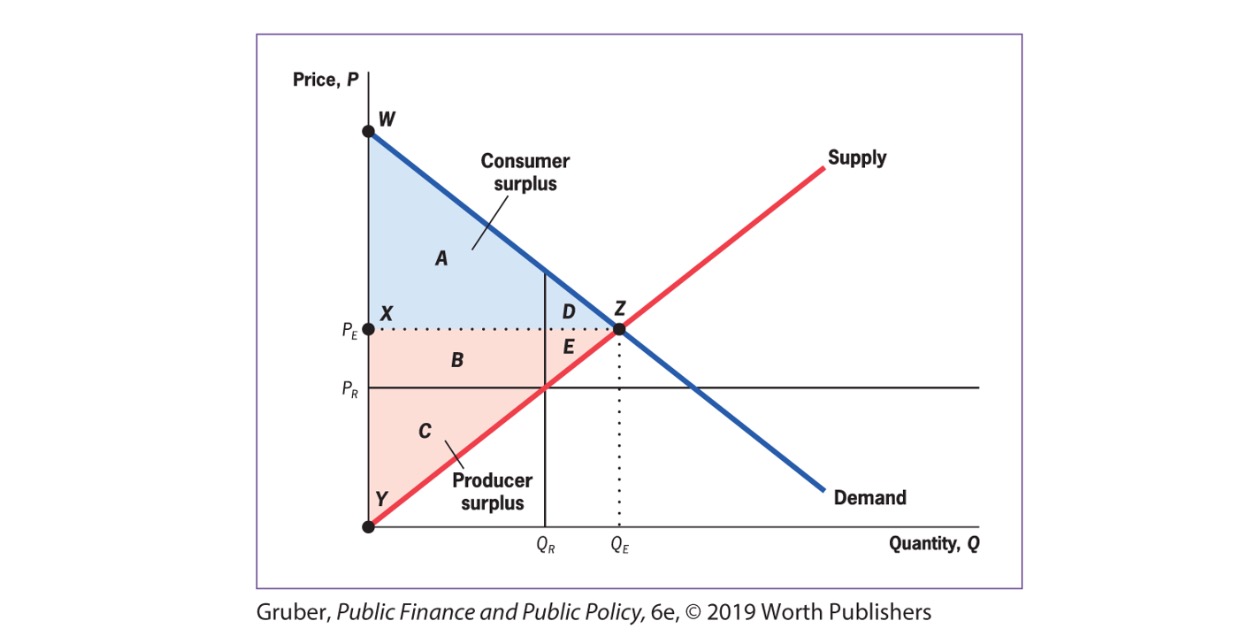 Price, P
W
Consumer
surplus
Supply
A
X
D
Z
P_E
B
E
P_R
C
Producer
surplus
Y
Demand
Q_R
Q_E
Quantity, Q
Gruber, Public Finance and Public Policy, 6e, © 2019 Worth Publishers